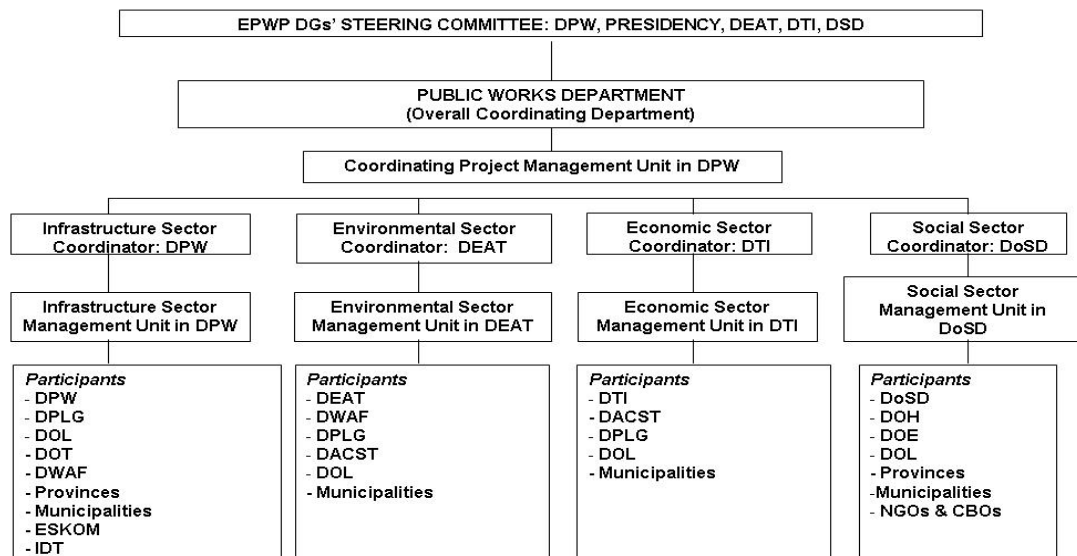 EPWP DGs' STEERING COMMITTEE: DPW, PRESIDENCY, DEAT, DTI, DSD
PUBLIC WORKS DEPARTMENT
(Overall Coordinating Department)
Coordinating Project Management Unit in DPW
Infrastructure Sector
Coordinator: DPW
Environmental Sector
Coordinator: DEAT
Economic Sector
Coordinator: DTI
Social Sector
Coordinator: DoSD
Infrastructure Sector
Management Unit in DPW
Environmental Sector
Management Unit in DEAT
Economic Sector
Management Unit in DTI
Social Sector
Management Unit in
DoSD
Participants
- DPW
- DPLG
- DOL
- DOT
- DWAF
- Provinces
- Municipalities
- ESKOM
- IDT
Participants
- DEAT
- DWAF
- DPLG
- DACST
- DOL
- Municipalities
Participants
- DTI
- DACST
- DPLG
- DOL
- Municipalities
Participants
- DoSD
- DOH
- DOE
- DOL
- Provinces
-Municipalities
- NGOs & CBOs